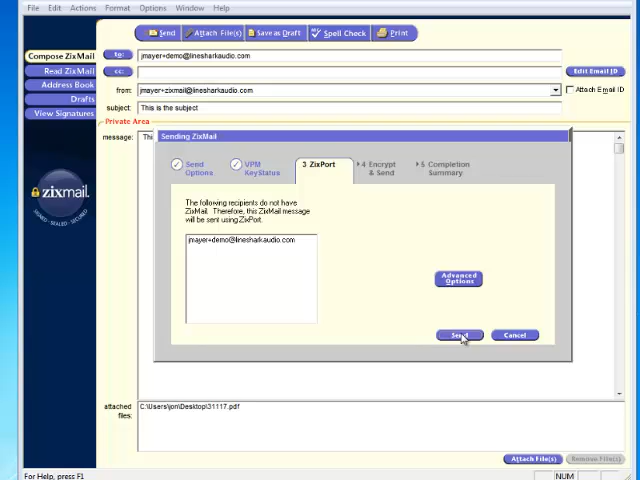 File Edit Actions Format Options Window Help
Send Attach File(s) Save as Draft Spell Check Print
Compose ZixMail
Read ZixMail
Address Book
Drafts
View Signatures
to: jmayer+demo@linesharkaudio.com
cc: Edit Email ID
from: jmayer+zixmail@linesharkaudio.com Attach Email ID
subject: This is the subject
Private Area
message: Thi
Sending ZixMail
Send Options
VPM KeyStatus
3 ZixPort
4 Encrypt & Send
5 Completion Summary
The following recipients do not have
ZixMail. Therefore, this ZixMail message
will be sent using ZixPort.
jmayer+demo@linesharkaudio.com
Advanced
Options
Send Cancel
zixmail.
SIGNED · SEALED · SECURED
attached files: C:\Users\jon\Desktop\31117.pdf
Attach File(s) Remove File(s)
For Help, press F1 NUM